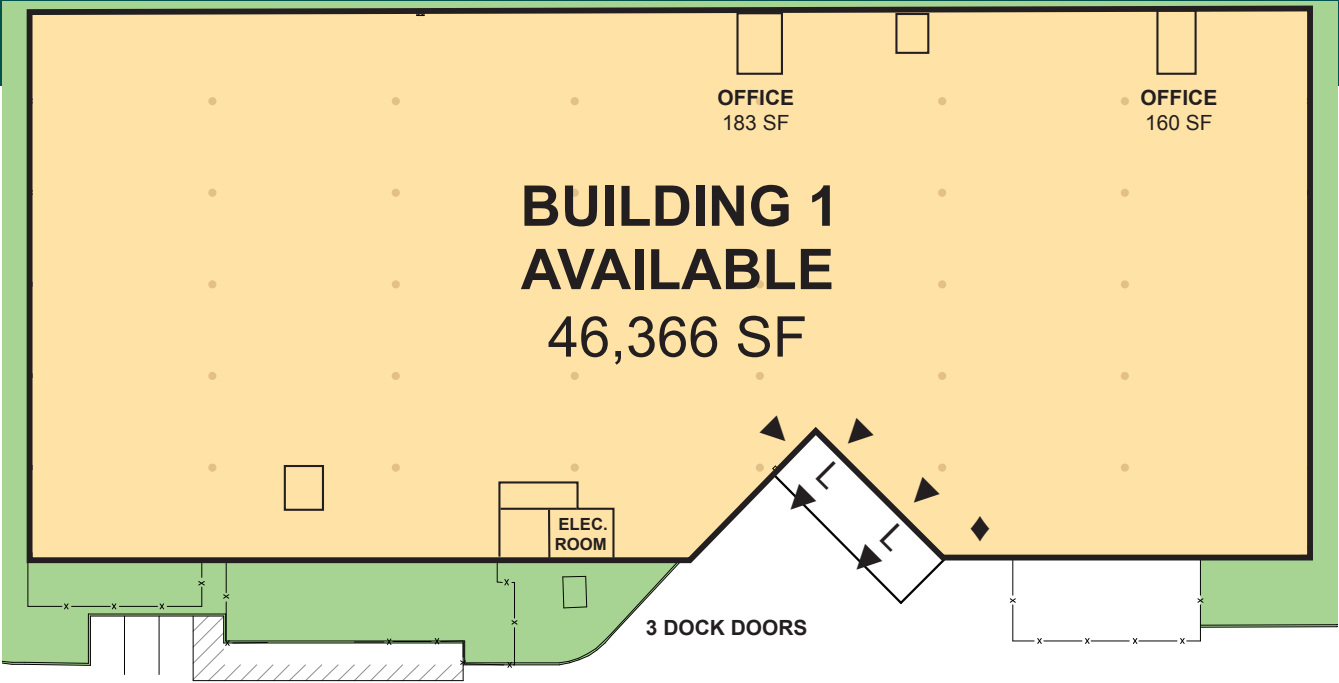 OFFICE
183 SF
OFFICE
160 SF
BUILDING 1
AVAILABLE
46,366 SF
ELEC.
ROOM
3 DOCK DOORS